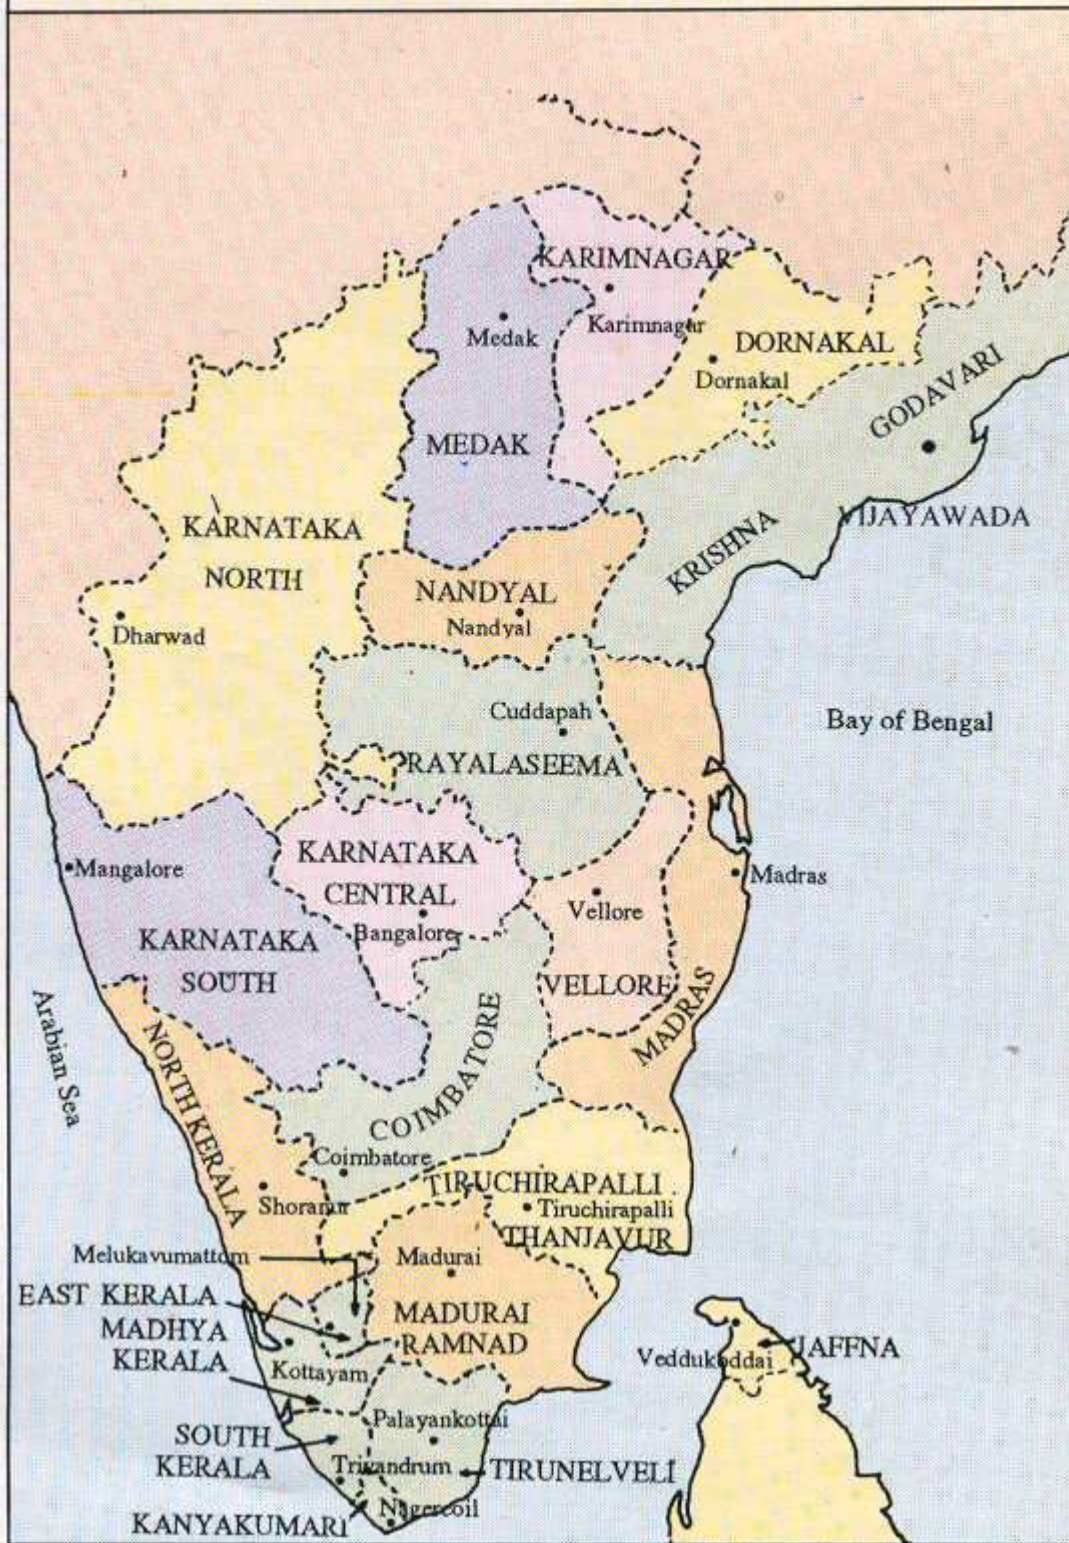 KARIMNAGAR
Karimnagar
Medak
MEDAK
DORNAKAL
Dornakal
GODAVARI
KRISHNA
VIJAYAWADA
KARNATAKA
NORTH
Dharwad
NANDYAL
Nandyal
Cuddapah
RAYALASEEMA
Bay of Bengal
Mangalore
KARNATAKA
CENTRAL
Bangalore
KARNATAKA
SOUTH
Vellore
VELLORE
Madras
MADRAS
Arabian Sea
NORTH KERALA
COIMBATORE
Coimbatore
Shoranur
TIRUCHIRAPALLI
Tiruchirapalli
THANJAVUR
Melukavumattom
Madurai
MADURAI
RAMNAD
EAST KERALA
MADHYA
KERALA
Kottayam
Veddukoddai
JAFFNA
Palayankottai
SOUTH
KERALA
Trivandrum
TIRUNELVELI
Nagercoil
KANYAKUMARI